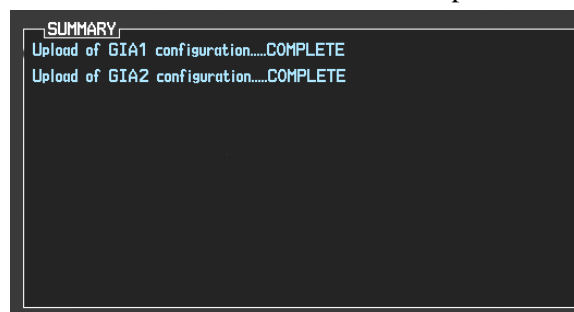 SUMMARY
Upload of GIA1 configuration.....COMPLETE
Upload of GIA2 configuration.....COMPLETE